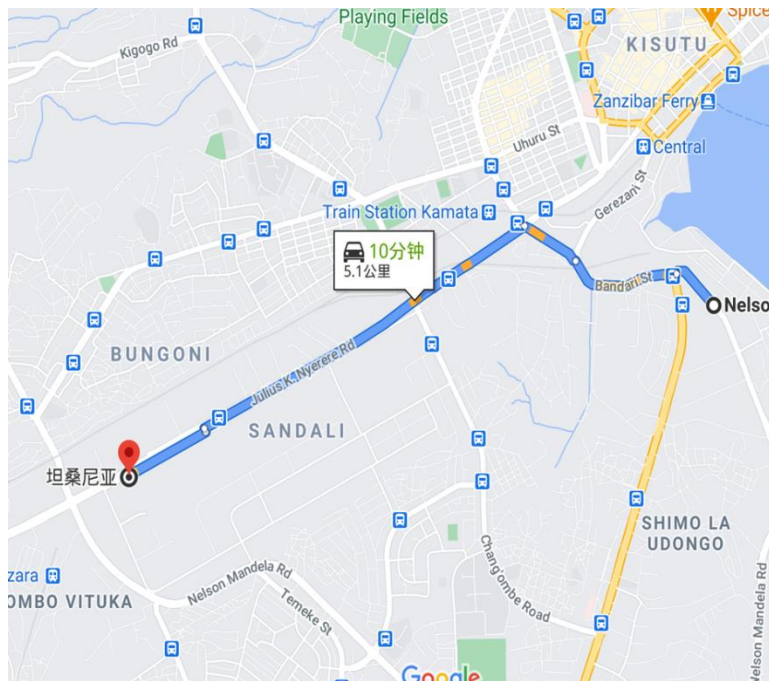 Playing Fields
Spice
Kigogo Rd
KISUTU
Zanzibar Ferry
Uhuru St
Central
Train Station Kamata
Gerezani St
10分钟
5.1公里
Bandari St
Nelso
BUNGONI
Julius K. Nyerere Rd
SANDALI
坦桑尼亚
SHIMO LA
UDONGO
zara
OMBO VITUKA
Nelson Mandela Rd
Temeke St
Chang'ombe Road
Nelson Mandela Rd
Google